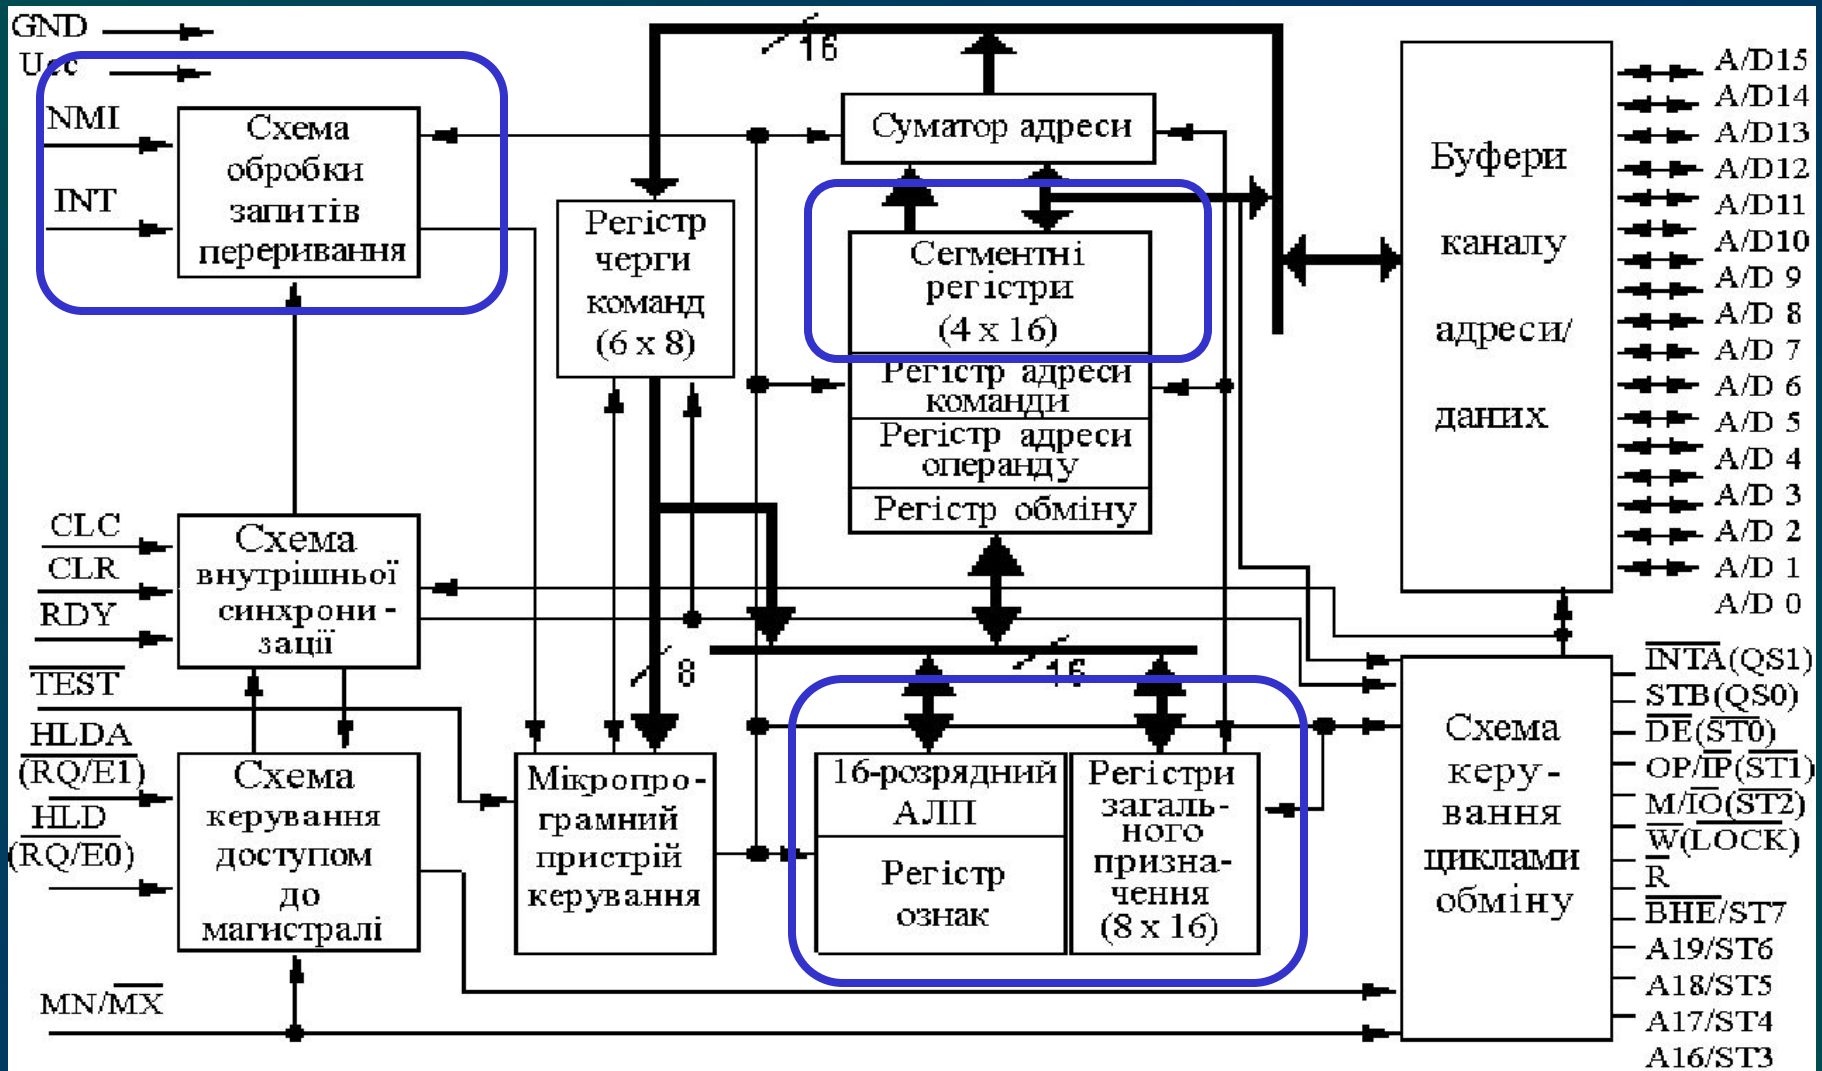 GND
Ucc
NMI
INT
Схема
обробки
запитів
переривання
16
Суматор адреси
Регістр
черги
команд
(6 x 8)
Сегментні
регістри
(4 x 16)
Регістр адреси
команди
Регістр адреси
операнду
Регістр обміну
Буфери
каналу
адреси/
даних
A/D15
A/D14
A/D13
A/D12
A/D11
A/D10
A/D 9
A/D 8
A/D 7
A/D 6
A/D 5
A/D 4
A/D 3
A/D 2
A/D 1
A/D 0
CLC
CLR
RDY
Схема
внутрішньої
синхрони -
зації
TEST
HLDA
(RQ/E1)
HLD
(RQ/E0)
MN/MX
Схема
керування
доступом
до
магистралі
8
16
Мікропро -
грамний
пристрій
керування
16-розрядний
АЛП
Регістр
ознак
Регістри
загаль-
ного
призна-
чення
(8 x 16)
Схема
керу -
вання
циклами
обміну
INTA(QS1)
STB(QS0)
DE(ST0)
OP/IP(ST1)
M/IO(ST2)
W(LOCK)
R
BHE/ST7
A19/ST6
A18/ST5
A17/ST4
A16/ST3